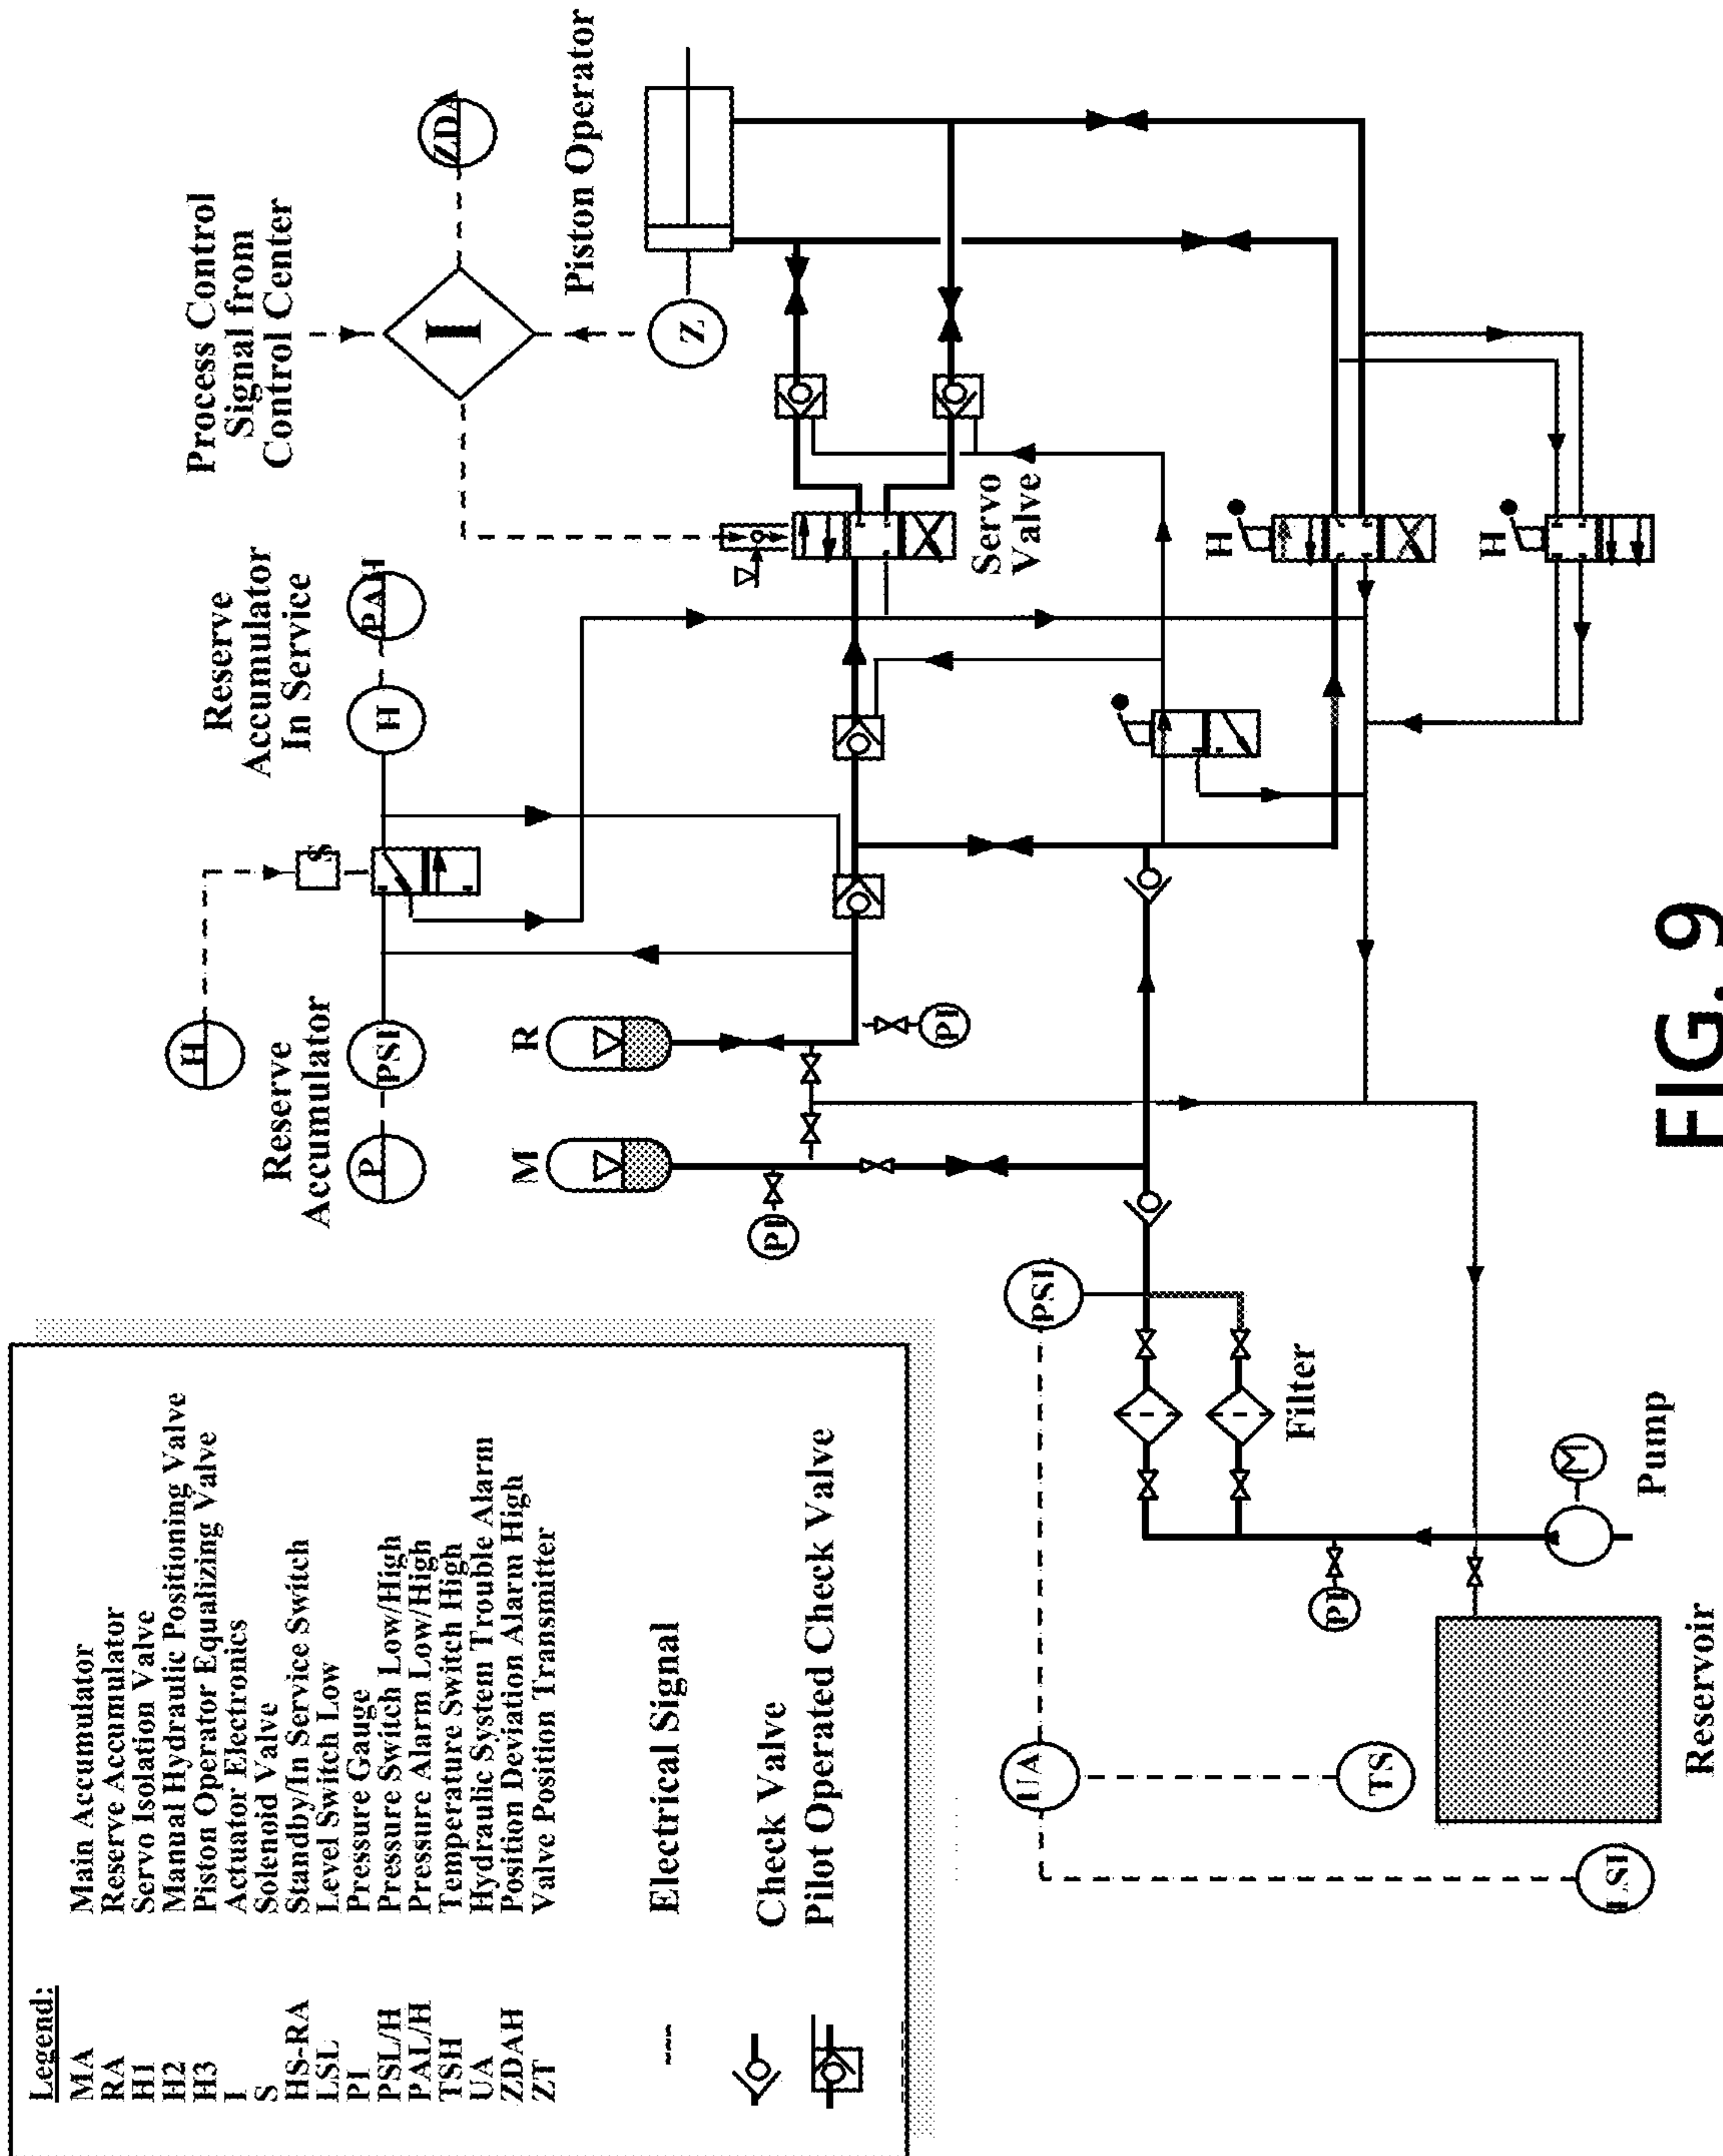 Legend:
MA Main Accumulator
RA Reserve Accumulator
H1 Servo Isolation Valve
H2 Manual Hydraulic Positioning Valve
H3 Piston Operator Equalizing Valve
I Actuator Electronics
S Solenoid Valve
HS-RA Standby/In Service Switch
LSL Level Switch Low
PI Pressure Gauge
PSL/H Pressure Switch Low/High
PAL/H Pressure Alarm Low/High
TSH Temperature Switch High
UA Hydraulic System Trouble Alarm
ZDAH Position Deviation Alarm High
ZT Valve Position Transmitter
Electrical Signal
Check Valve
Pilot Operated Check Valve
H
Reserve
Accumulator
P
PSI
S
Reserve
Accumulator
In Service
H
PAH
Process Control
Signal from
Control Center
I
ZDA
Z
Piston Operator
M
R
PI
PI
Servo
Valve
H
H
PSI
Filter
PI
M
Pump
UA
TS
LSI
Reservoir
FIG. 9